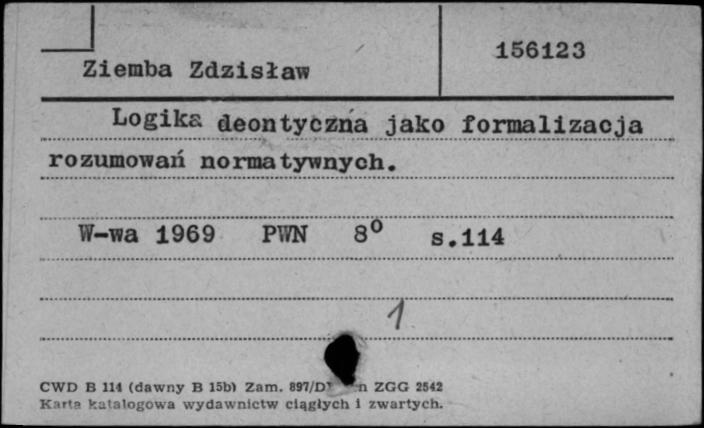 156123
Ziemba Zdzisław
Logika deontyczna jako formalizacja
rozumowań normatywnych.
W-wa 1969 PWN 8° s.114
1
CWD B 114 (dawny B 15b) Zam. 897/D ZGG 2542
Karta katalogowa wydawnictw ciągłych i zwartych.